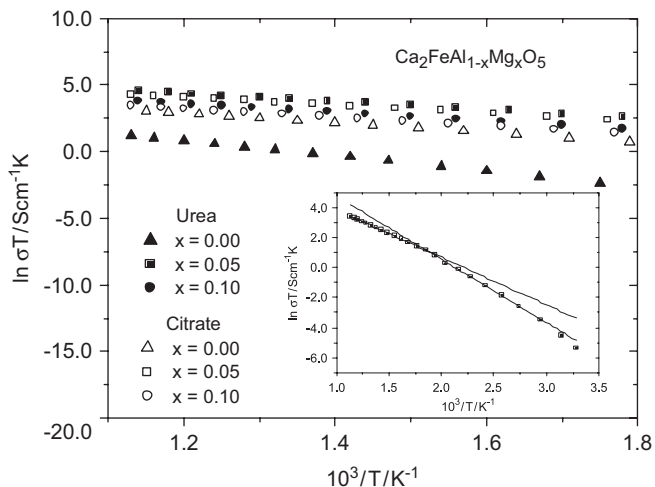 Ca₂FeAl₁₋ₓMgₓO₅
ln σT/Scm⁻¹K
10.0
5.0
0.0
-5.0
-10.0
-15.0
-20.0
Urea
x = 0.00
x = 0.05
x = 0.10
Citrate
x = 0.00
x = 0.05
x = 0.10
ln σT/Scm⁻¹K
4.0
2.0
0.0
-2.0
-4.0
-6.0
1.0 1.5 2.0 2.5 3.0 3.5
10³/T/K⁻¹
1.2 1.4 1.6 1.8
10³/T/K⁻¹